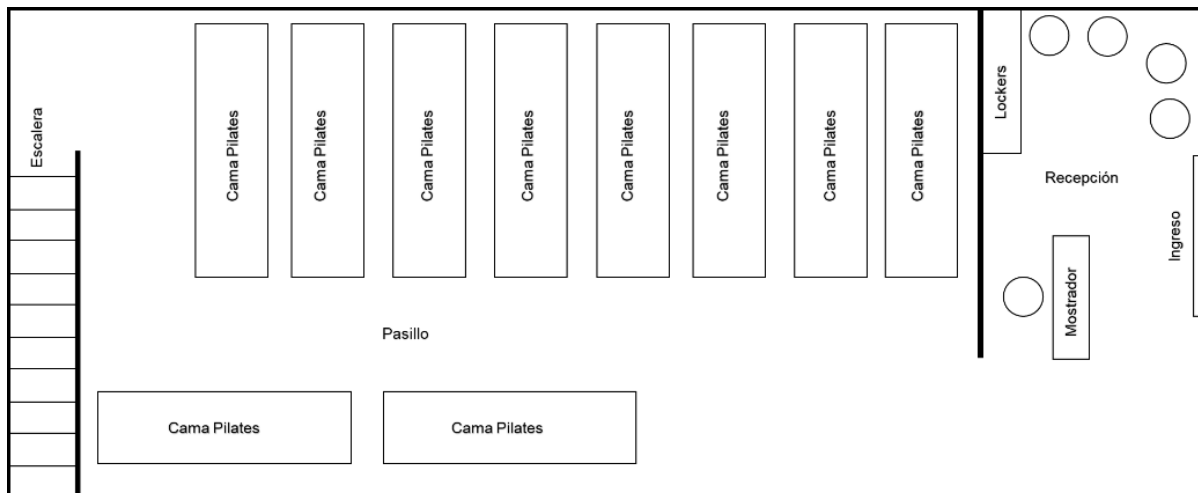 Escalera
Cama Pilates
Cama Pilates
Cama Pilates
Cama Pilates
Cama Pilates
Cama Pilates
Cama Pilates
Cama Pilates
Lockers
Recepción
Ingreso
Mostrador
Pasillo
Cama Pilates
Cama Pilates